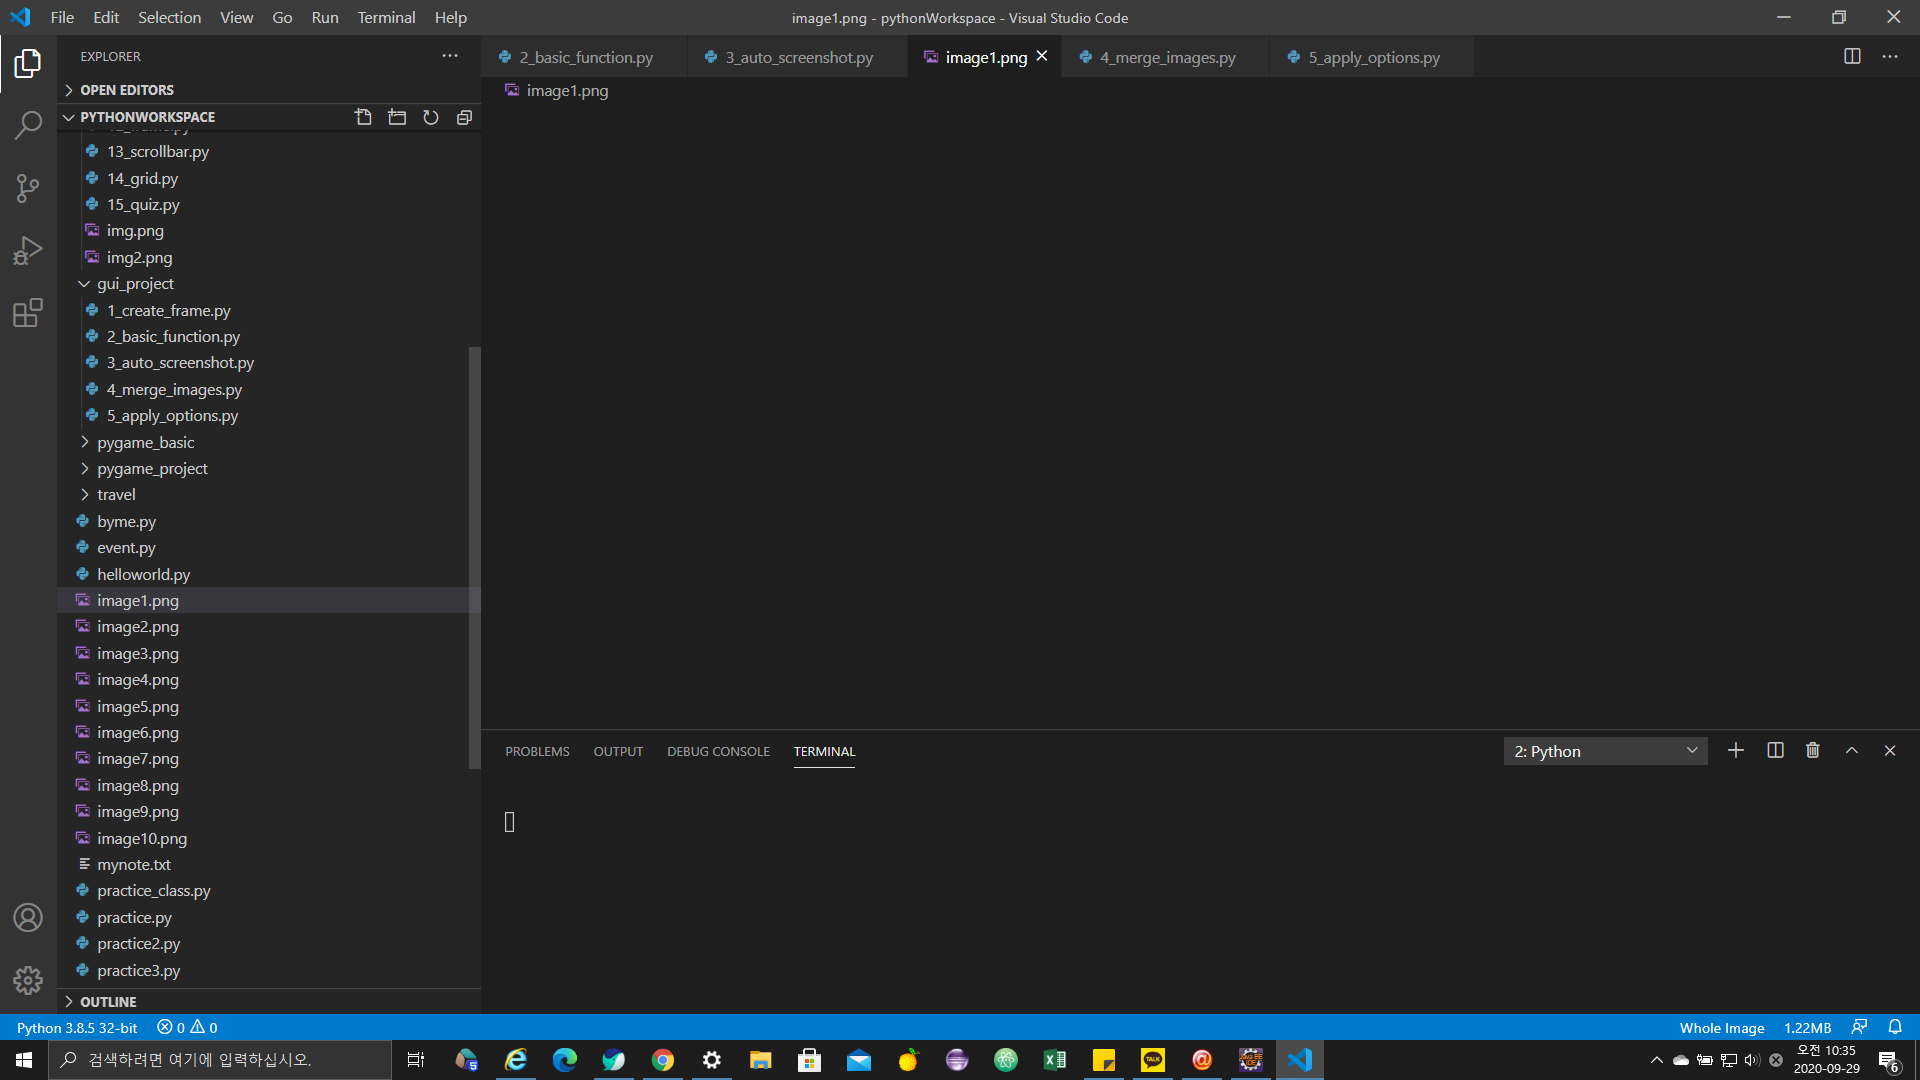 File Edit Selection View Go Run Terminal Help
image1.png - pythonWorkspace - Visual Studio Code
EXPLORER
OPEN EDITORS
PYTHONWORKSPACE
13_scrollbar.py
14_grid.py
15_quiz.py
img.png
img2.png
gui_project
1_create_frame.py
2_basic_function.py
3_auto_screenshot.py
4_merge_images.py
5_apply_options.py
pygame_basic
pygame_project
travel
byme.py
event.py
helloworld.py
image1.png
image2.png
image3.png
image4.png
image5.png
image6.png
image7.png
image8.png
image9.png
image10.png
mynote.txt
practice_class.py
practice.py
practice2.py
practice3.py
OUTLINE
2_basic_function.py 3_auto_screenshot.py image1.png 4_merge_images.py 5_apply_options.py
image1.png
PROBLEMS OUTPUT DEBUG CONSOLE TERMINAL
2: Python
Python 3.8.5 32-bit 0 0
Whole Image 1.22MB
검색하려면 여기에 입력하십시오.
TALK
오전 10:35
2020-09-29
6